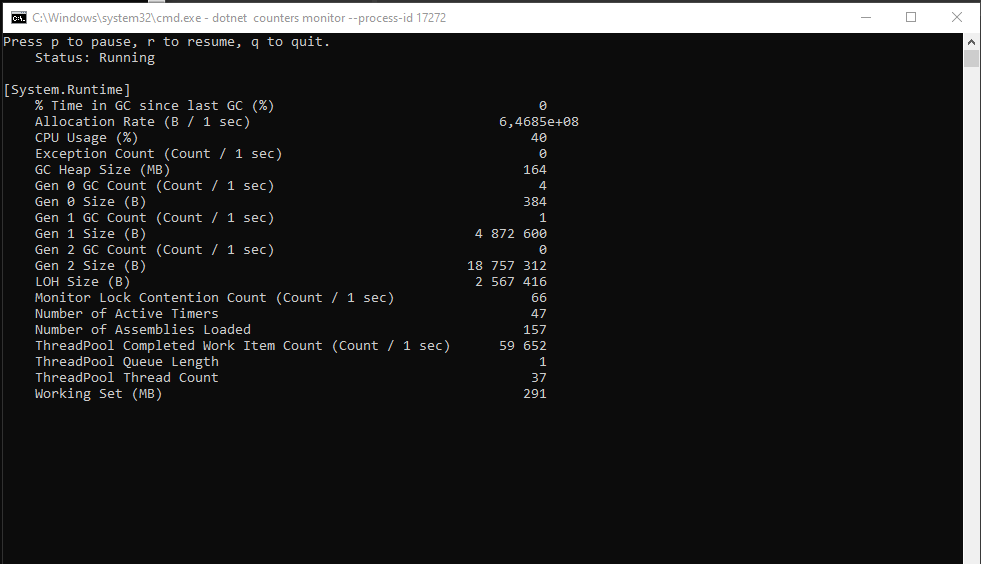 C:\Windows\system32\cmd.exe - dotnet  counters monitor --process-id 17272
Press p to pause, r to resume, q to quit.
    Status: Running

[System.Runtime]
    % Time in GC since last GC (%)                                 0
    Allocation Rate (B / 1 sec)                               6,4685e+08
    CPU Usage (%)                                                 40
    Exception Count (Count / 1 sec)                                0
    GC Heap Size (MB)                                            164
    Gen 0 GC Count (Count / 1 sec)                                 4
    Gen 0 Size (B)                                               384
    Gen 1 GC Count (Count / 1 sec)                                 1
    Gen 1 Size (B)                                         4 872 600
    Gen 2 GC Count (Count / 1 sec)                                 0
    Gen 2 Size (B)                                        18 757 312
    LOH Size (B)                                           2 567 416
    Monitor Lock Contention Count (Count / 1 sec)                 66
    Number of Active Timers                                       47
    Number of Assemblies Loaded                                  157
    ThreadPool Completed Work Item Count (Count / 1 sec)      59 652
    ThreadPool Queue Length                                        1
    ThreadPool Thread Count                                       37
    Working Set (MB)                                             291